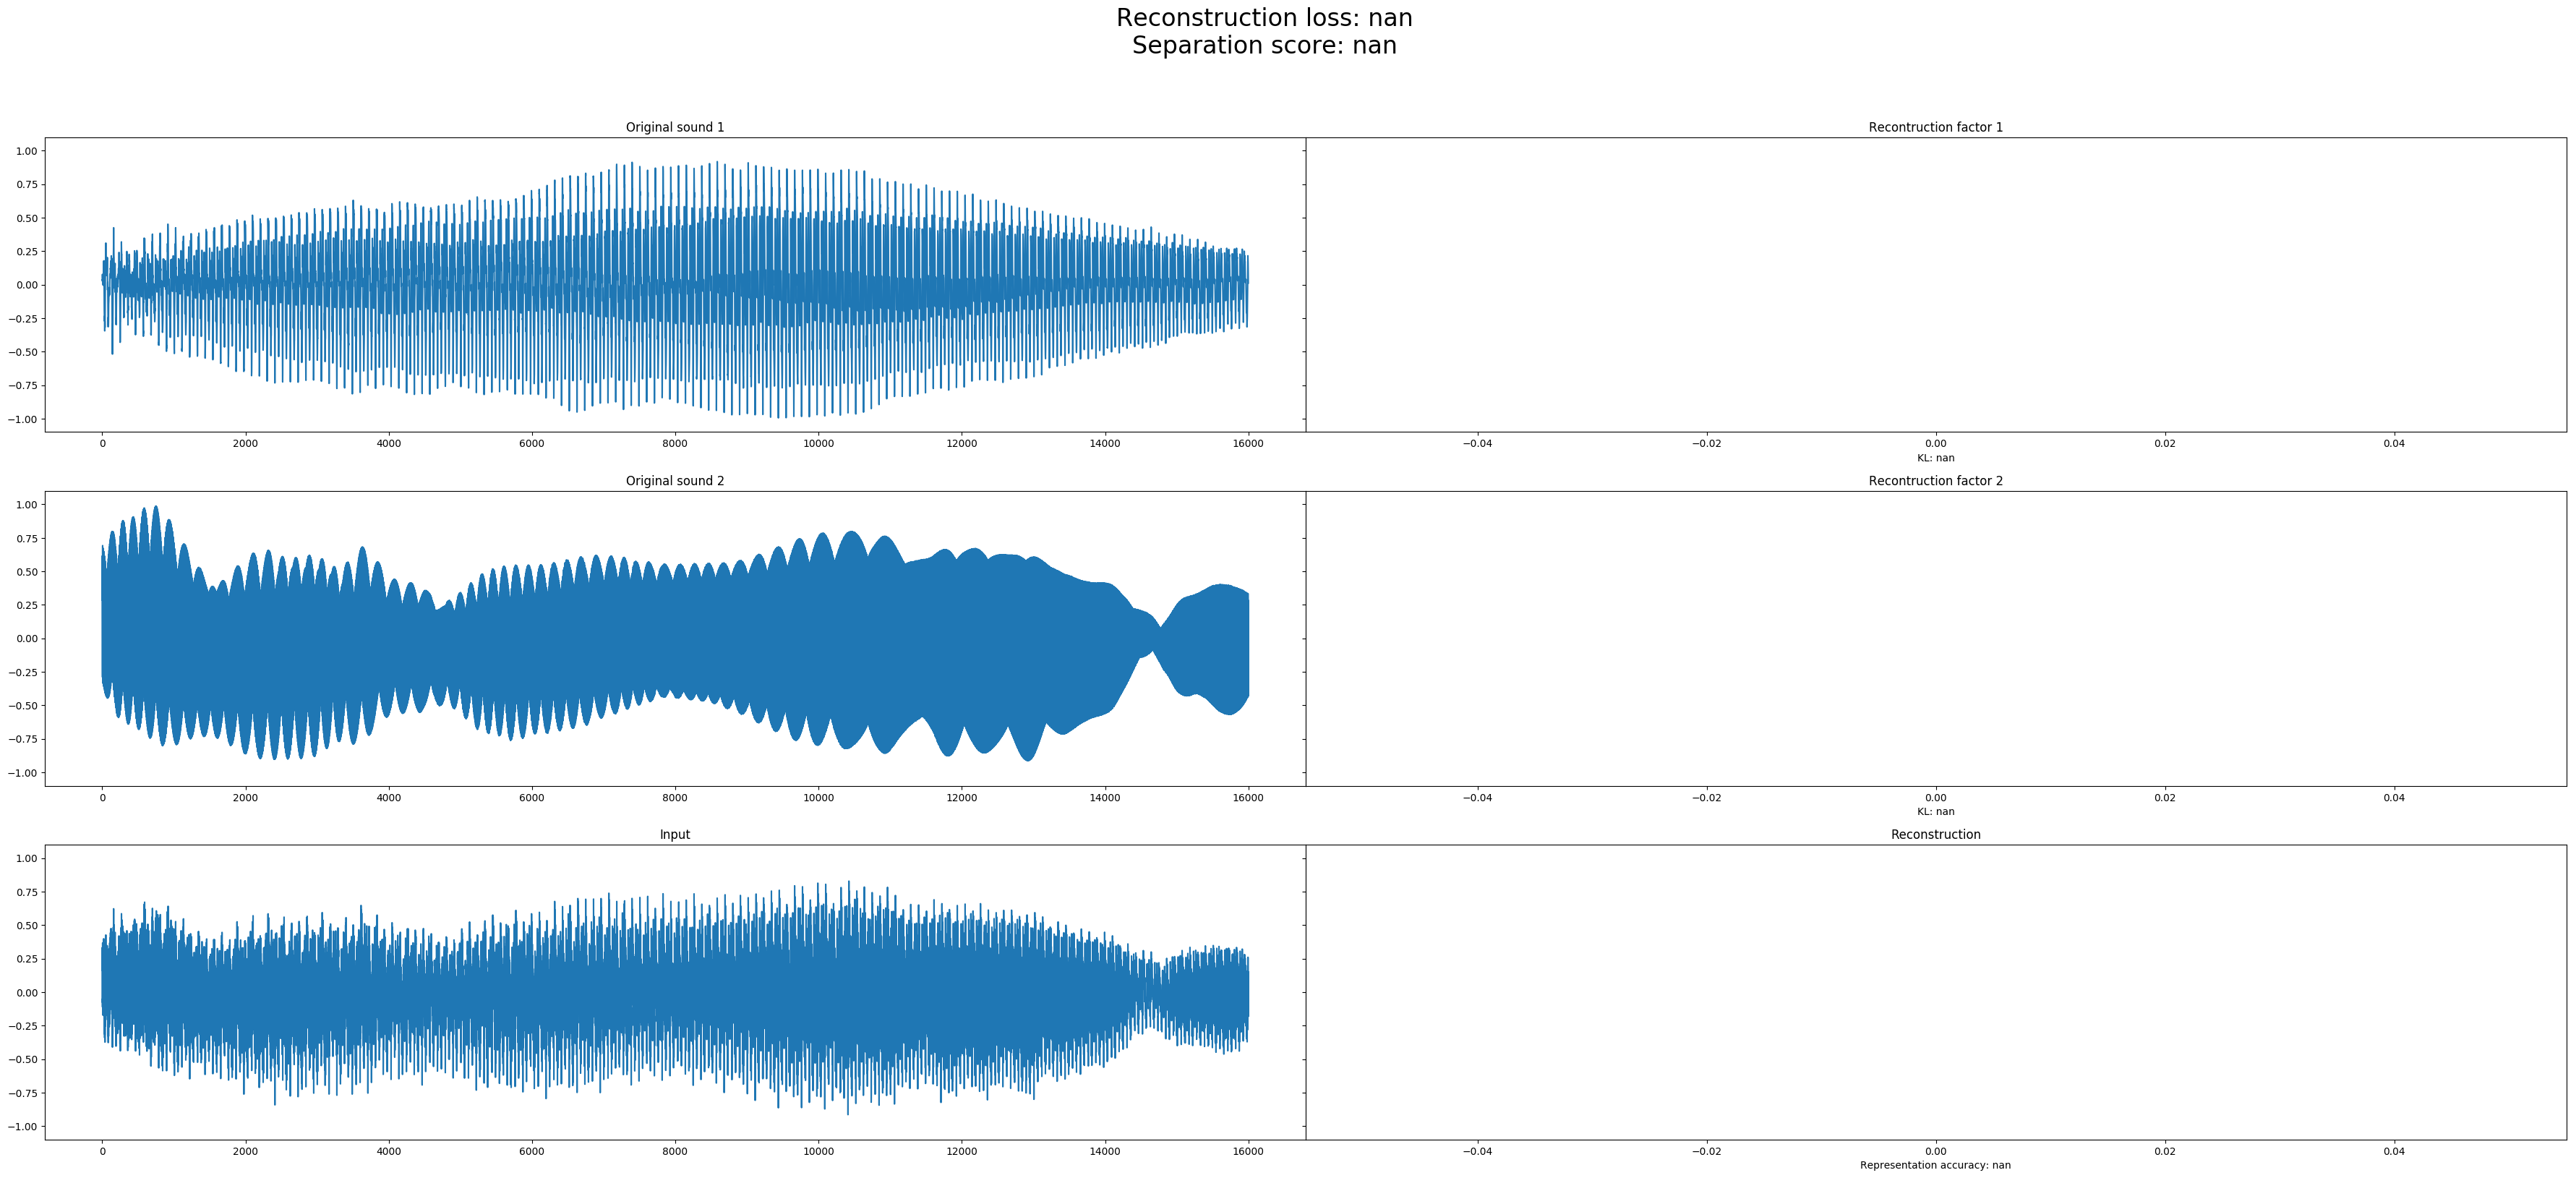 Reconstruction loss: nan
Separation score: nan
Original sound 1
Recontruction factor 1
1.00
0.75
0.50
0.25
0.00
−0.25
−0.50
−0.75
−1.00
0 2000 4000 6000 8000 10000 12000 14000 16000
−0.04 −0.02 0.00 0.02 0.04
KL: nan
Original sound 2
Recontruction factor 2
1.00
0.75
0.50
0.25
0.00
−0.25
−0.50
−0.75
−1.00
0 2000 4000 6000 8000 10000 12000 14000 16000
−0.04 −0.02 0.00 0.02 0.04
KL: nan
Input
Reconstruction
1.00
0.75
0.50
0.25
0.00
−0.25
−0.50
−0.75
−1.00
0 2000 4000 6000 8000 10000 12000 14000 16000
−0.04 −0.02 0.00 0.02 0.04
Representation accuracy: nan